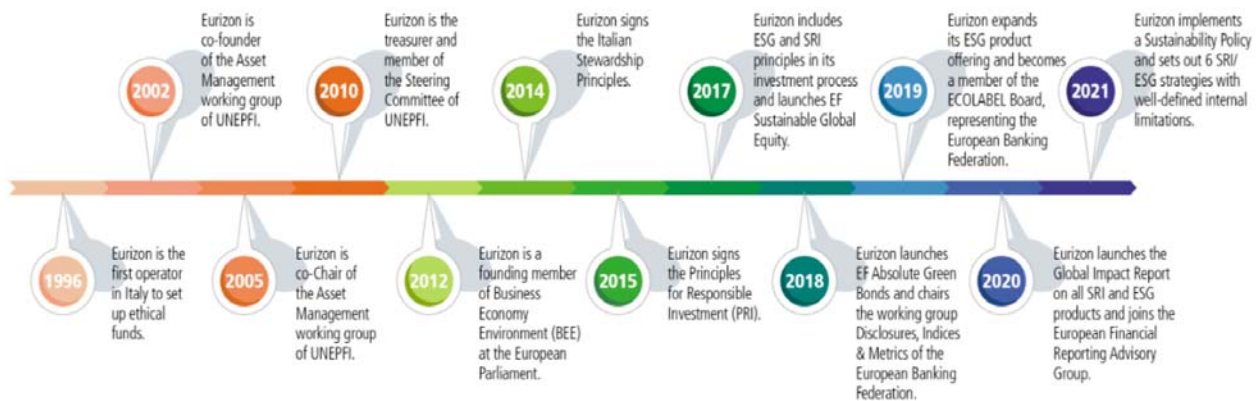 2002
Eurizon is
co-founder
of the Asset
Management
working group
of UNEPFI.
2010
Eurizon is the
treasurer and
member of
the Steering
Committee of
UNEPFI.
2014
Eurizon signs
the Italian
Stewardship
Principles.
2017
Eurizon includes
ESG and SRI
principles in its
investment process
and launches EF
Sustainable Global
Equity.
2019
Eurizon expands
its ESG product
offering and becomes
a member of the
ECOLABEL Board,
representing the
European Banking
Federation.
2021
Eurizon implements
a Sustainability Policy
and sets out 6 SRI/
ESG strategies with
well-defined internal
limitations.
1996
Eurizon is the
first operator
in Italy to set
up ethical
funds.
2005
Eurizon is
co-Chair of
the Asset
Management
working group
of UNEPFI.
2012
Eurizon is a
founding member
of Business
Economy
Environment (BEE)
at the European
Parliament.
2015
Eurizon signs
the Principles
for Responsible
Investment (PRI).
2018
Eurizon launches
EF Absolute Green
Bonds and chairs
the working group
Disclosures, Indices
& Metrics of the
European Banking
Federation.
2020
Eurizon launches the
Global Impact Report
on all SRI and ESG
products and joins the
European Financial
Reporting Advisory
Group.